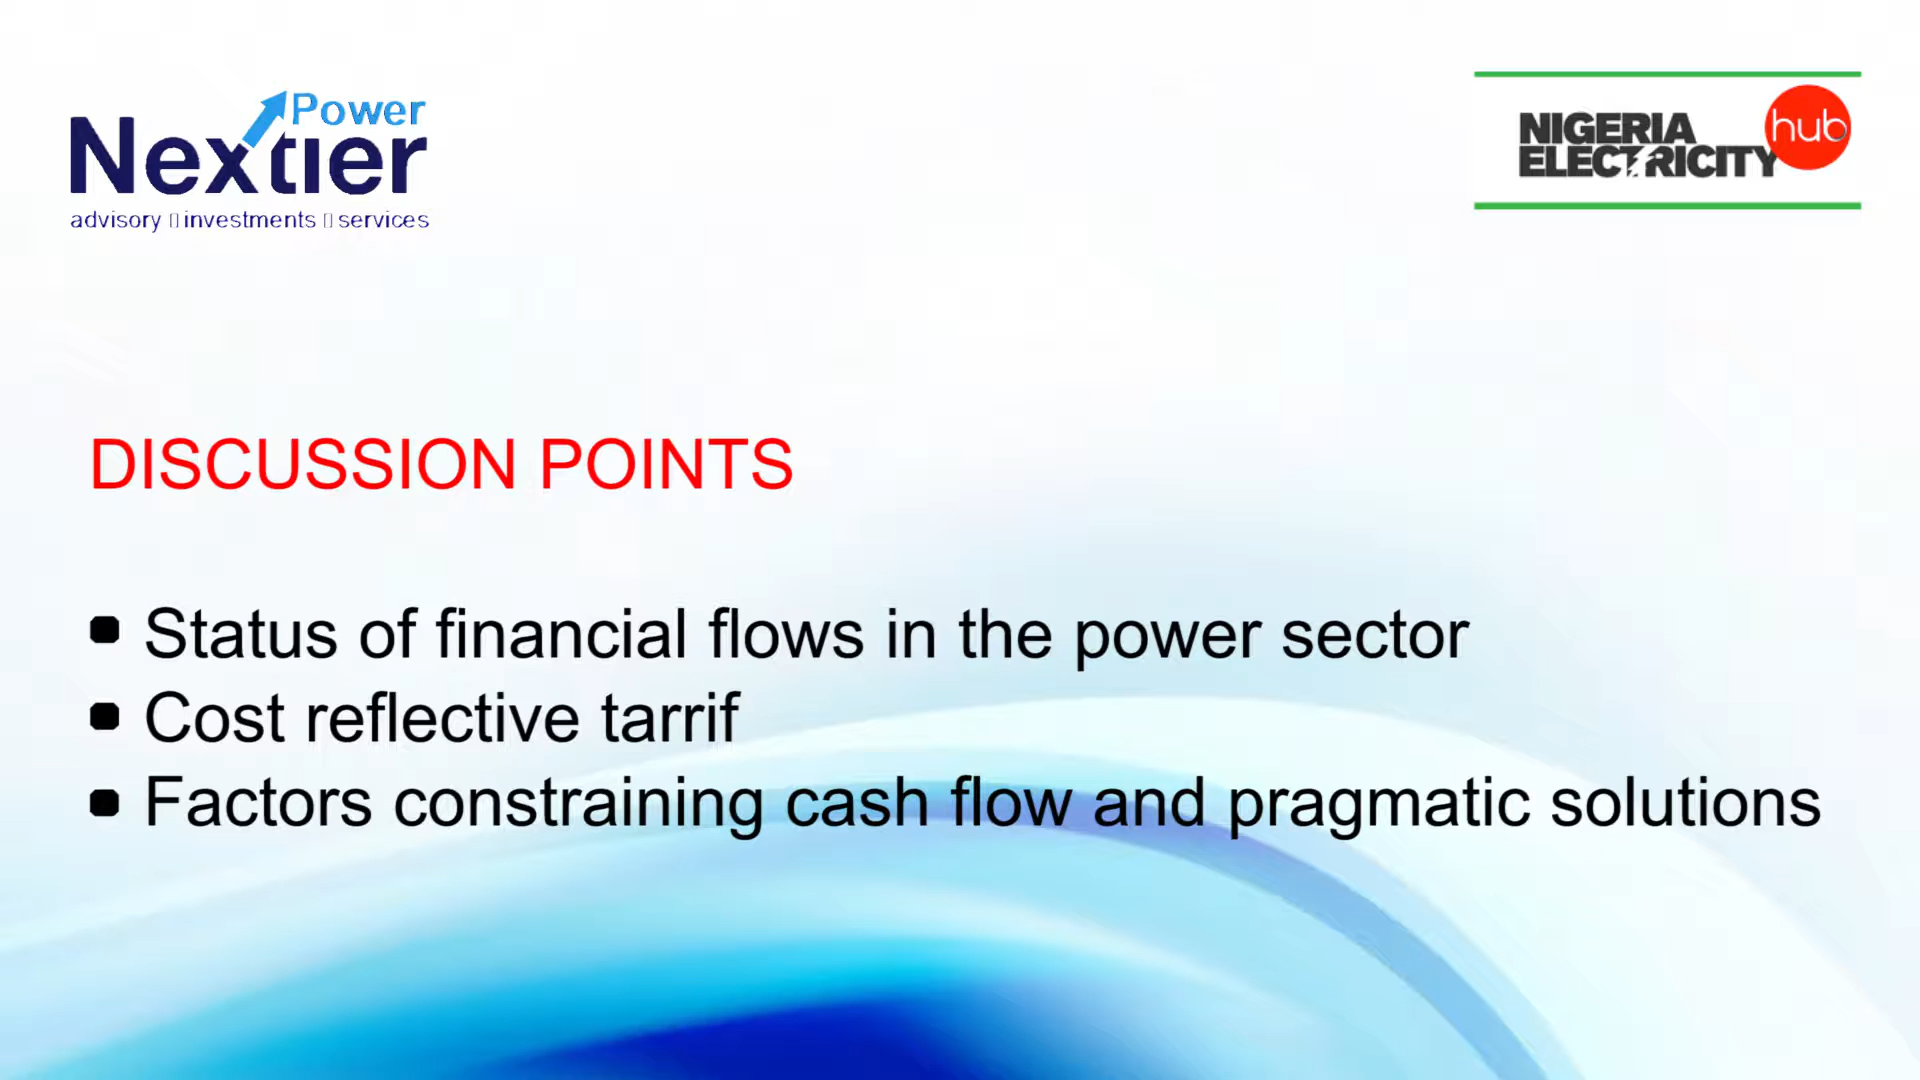 Power
Nextier
advisory ▯ investments ▯ services
NIGERIA
ELECTRICITY
hub
DISCUSSION POINTS
▪ Status of financial flows in the power sector
▪ Cost reflective tarrif
▪ Factors constraining cash flow and pragmatic solutions